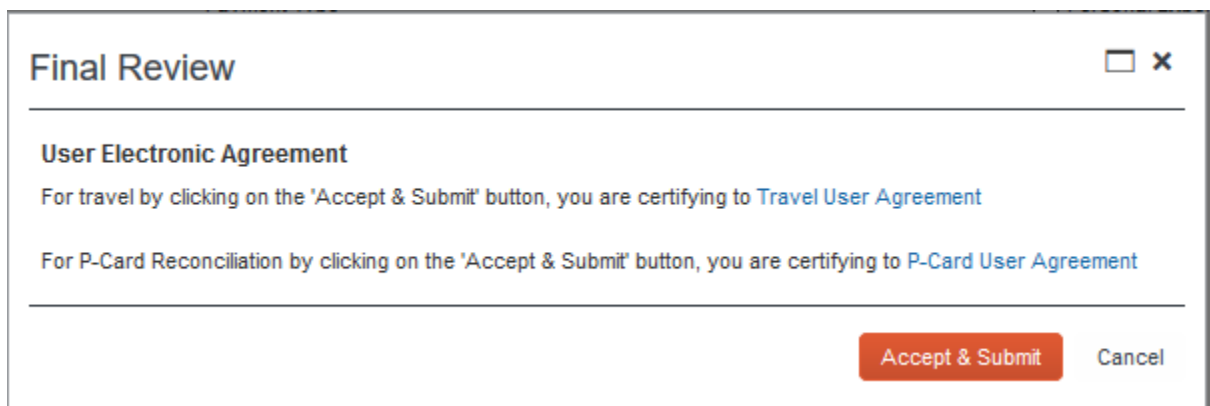 Final Review
User Electronic Agreement
For travel by clicking on the 'Accept & Submit' button, you are certifying to Travel User Agreement
For P-Card Reconciliation by clicking on the 'Accept & Submit' button, you are certifying to P-Card User Agreement
Accept & Submit Cancel